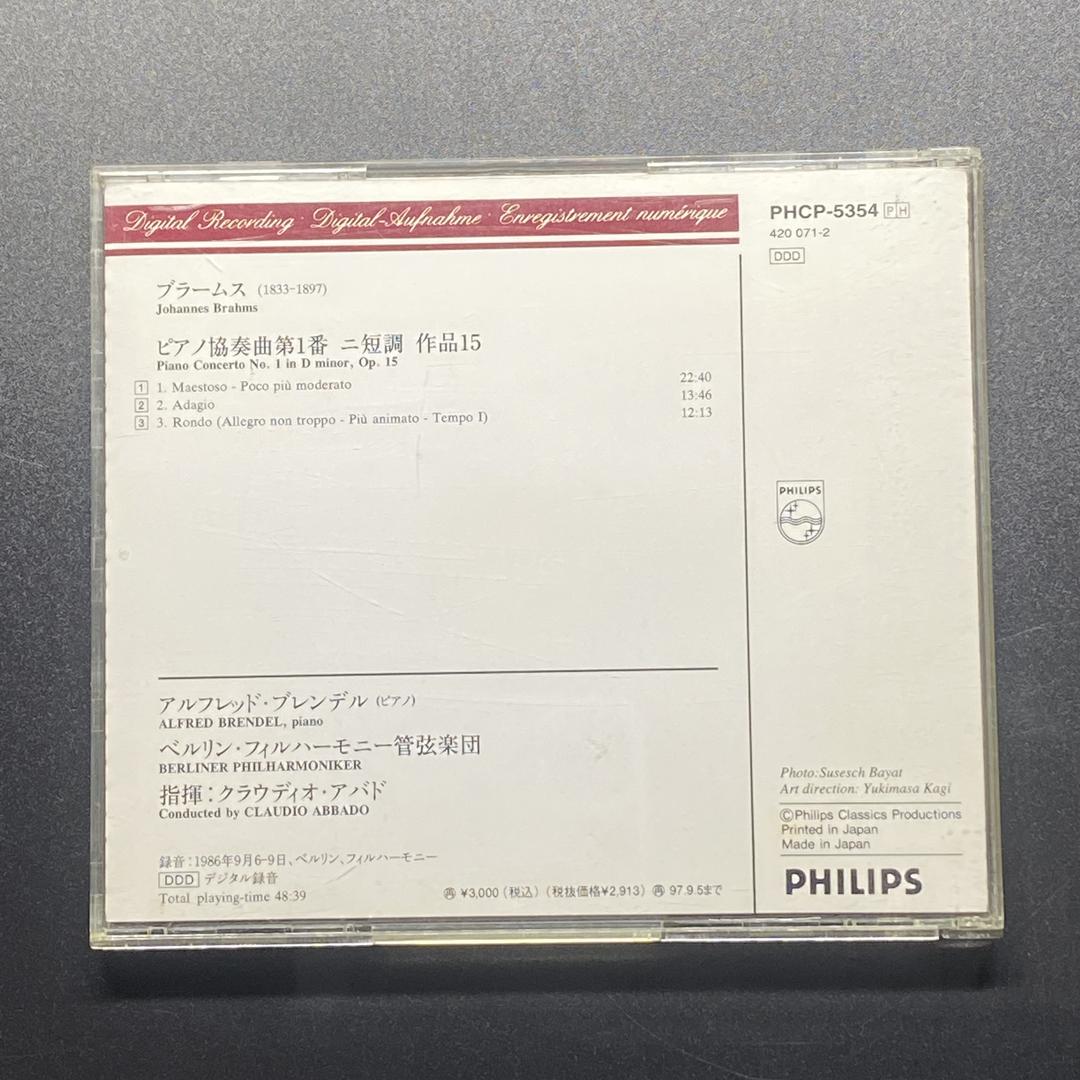 Digital Recording · Digital-Aufnahme · Enregistrement numérique
PHCP-5354 PH
420 071-2
DDD
ブラームス (1833-1897)
Johannes Brahms
ピアノ協奏曲第1番 ニ短調 作品15
Piano Concerto No. 1 in D minor, Op. 15
1 1. Maestoso - Poco più moderato 22:40
2 2. Adagio 13:46
3 3. Rondo (Allegro non troppo - Più animato - Tempo I) 12:13
PHILIPS
アルフレッド・ブレンデル (ピアノ)
ALFRED BRENDEL, piano
ベルリン・フィルハーモニー管弦楽団
BERLINER PHILHARMONIKER
指揮:クラウディオ・アバド
Conducted by CLAUDIO ABBADO
録音:1986年9月6-9日、ベルリン、フィルハーモニー
DDD デジタル録音
Total playing-time 48:39
㊢ ¥3,000 (税込) (税抜価格¥2,913) ㊢ 97.9.5まで
Photo: Susesch Bayat
Art direction: Yukimasa Kagi
©Philips Classics Productions
Printed in Japan
Made in Japan
PHILIPS